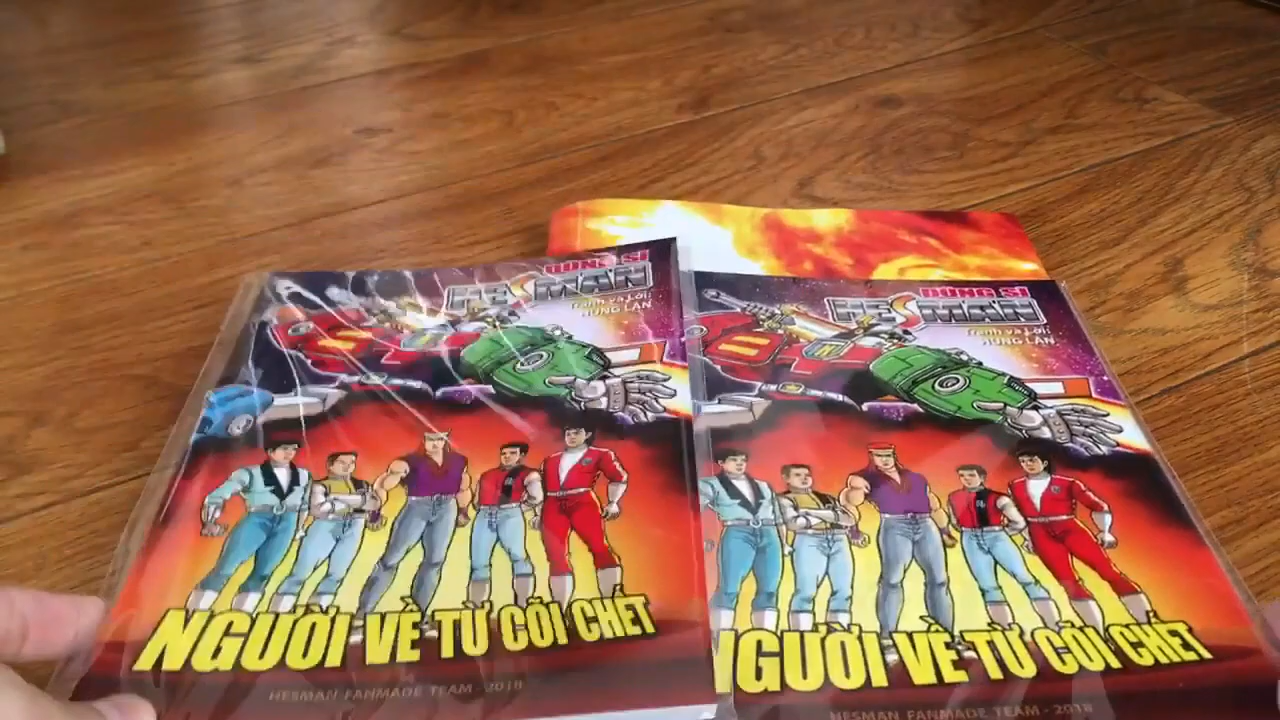 DŨNG SĨ
HESMAN
Tranh và Lời:
HÙNG LÂN
NGƯỜI VỀ TỪ CÕI CHẾT
HESMAN FANMADE TEAM - 2018
DŨNG SĨ
HESMAN
Tranh và Lời:
HÙNG LÂN
NGƯỜI VỀ TỪ CÕI CHẾT
HESMAN FANMADE TEAM - 2018